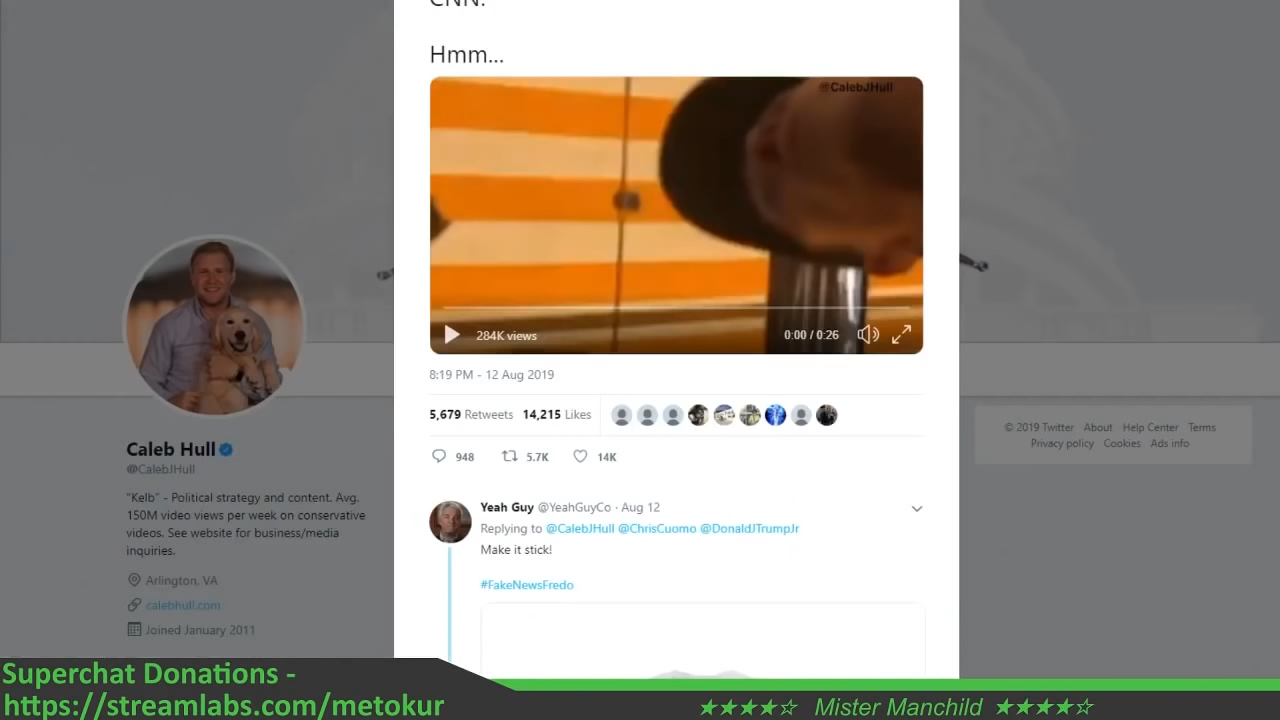 CNN.
Hmm...
@CalebJHull
284K views
0:00 / 0:26
8:19 PM - 12 Aug 2019
5,679 Retweets 14,215 Likes
948 5.7K 14K
Caleb Hull
@CalebJHull
"Kelb" - Political strategy and content. Avg.
150M video views per week on conservative
videos. See website for business/media
inquiries.
Arlington, VA
calebhull.com
Joined January 2011
Yeah Guy @YeahGuyCo · Aug 12
Replying to @CalebJHull @ChrisCuomo @DonaldJTrumpJr
Make it stick!
#FakeNewsFredo
© 2019 Twitter About Help Center Terms
Privacy policy Cookies Ads info
Superchat Donations -
https://streamlabs.com/metokur
★★★★☆ Mister Manchild ★★★★☆